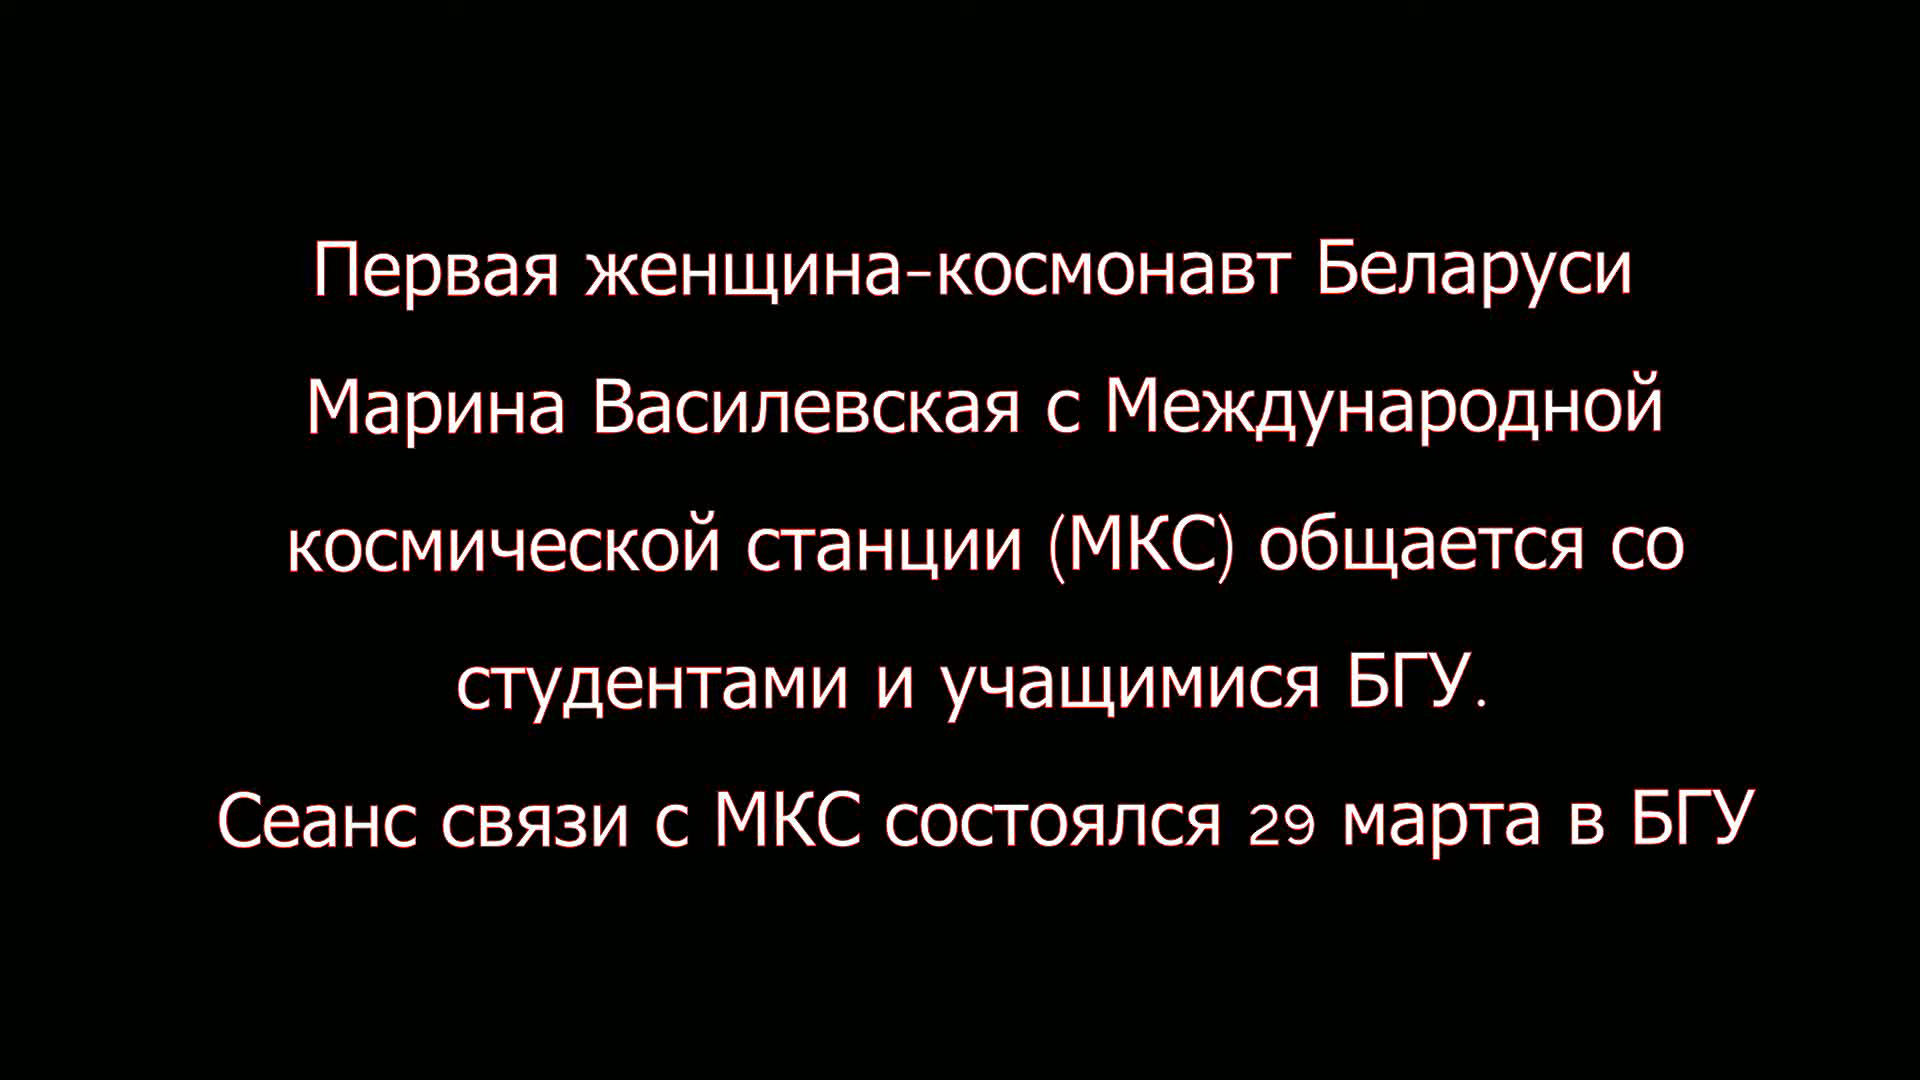 Первая женщина-космонавт Беларуси
Марина Василевская с Международной
космической станции (МКС) общается со
студентами и учащимися БГУ.
Сеанс связи с МКС состоялся 29 марта в БГУ